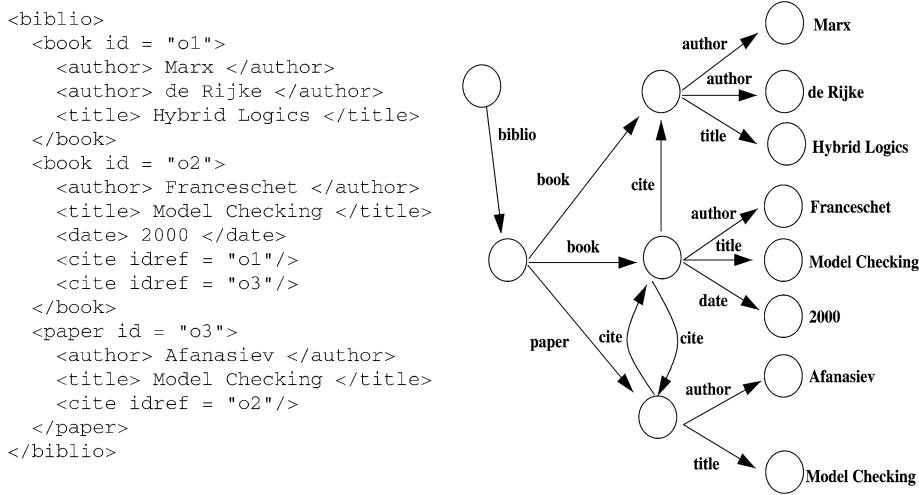 <biblio>
<book id = "o1">
<author> Marx </author>
<author> de Rijke </author>
<title> Hybrid Logics </title>
</book>
<book id = "o2">
<author> Franceschet </author>
<title> Model Checking </title>
<date> 2000 </date>
<cite idref = "o1"/>
<cite idref = "o3"/>
</book>
<paper id = "o3">
<author> Afanasiev </author>
<title> Model Checking </title>
<cite idref = "o2"/>
</paper>
</biblio>
biblio
book
book
paper
cite
cite
cite
author
Marx
author
de Rijke
title
Hybrid Logics
author
Franceschet
title
Model Checking
date
2000
author
Afanasiev
title
Model Checking